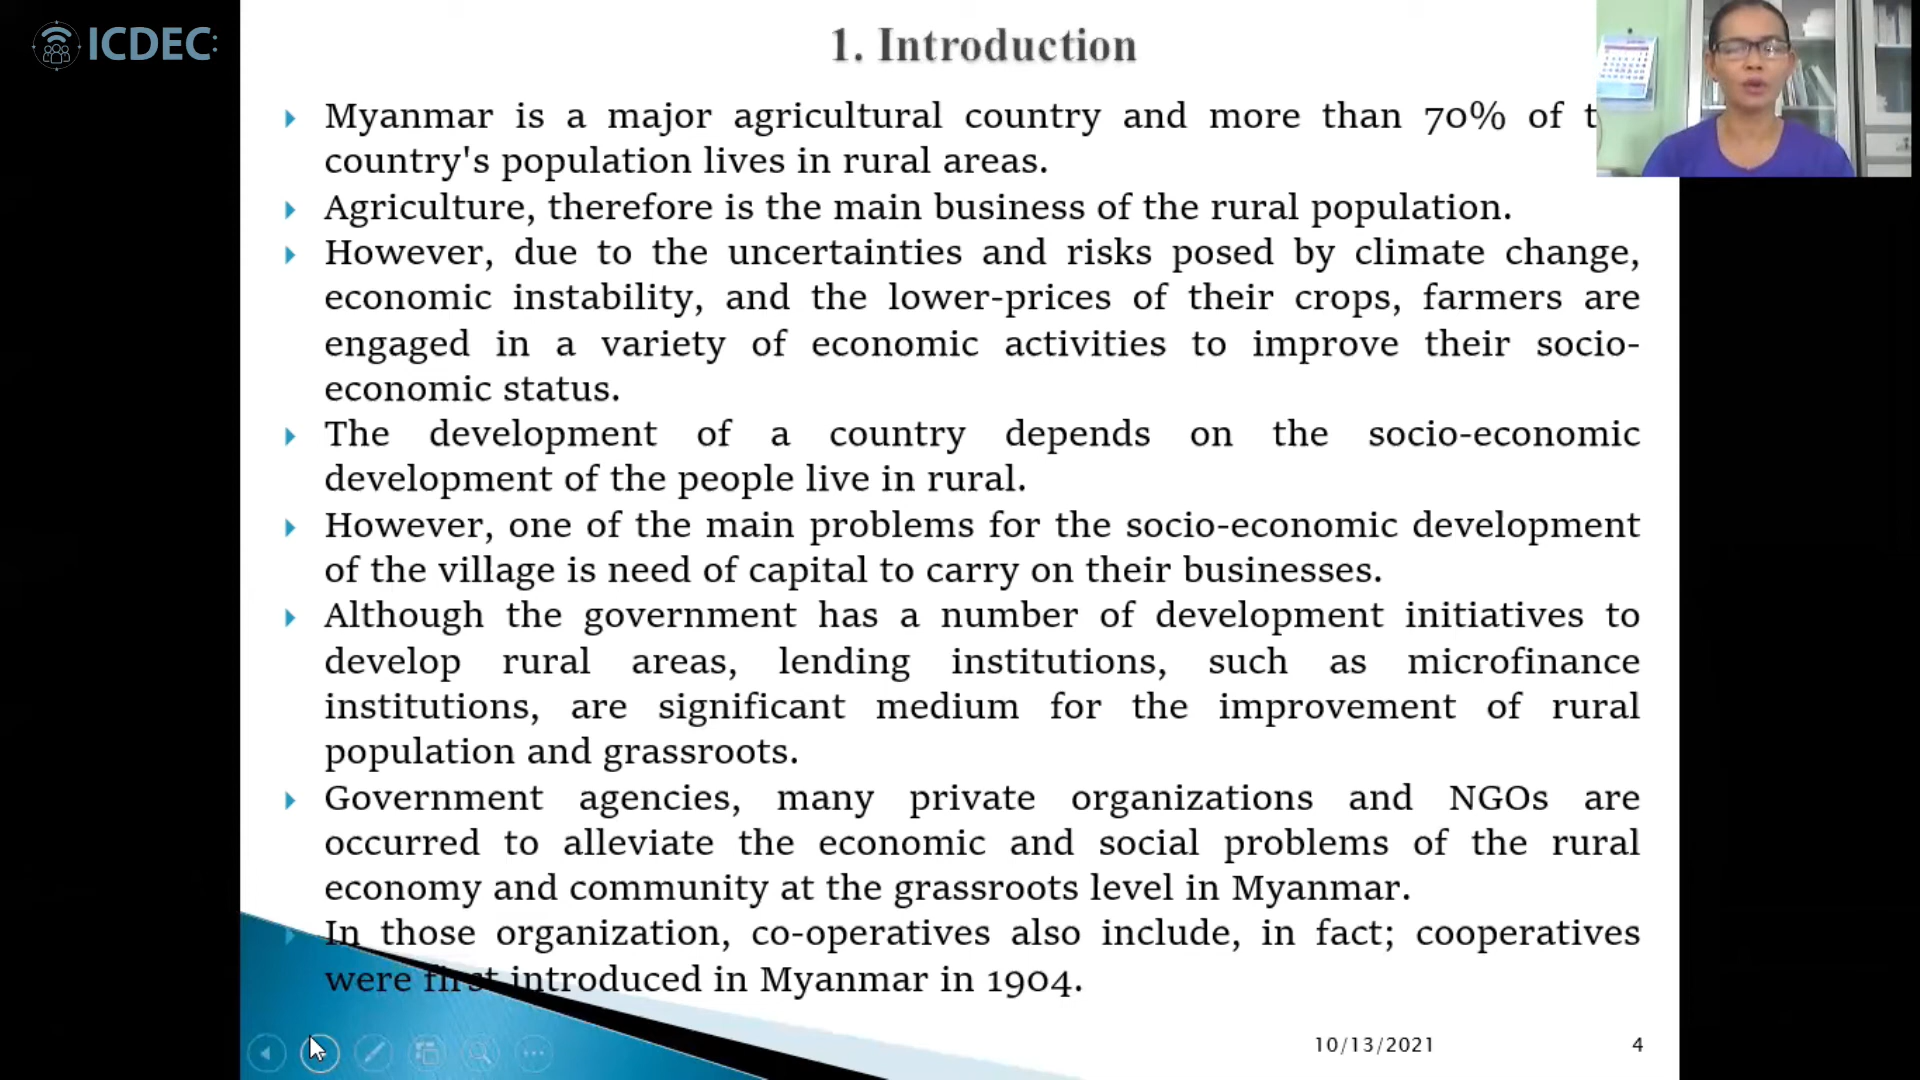 ICDEC:
1. Introduction
Myanmar is a major agricultural country and more than 70% of t
country's population lives in rural areas.
Agriculture, therefore is the main business of the rural population.
However, due to the uncertainties and risks posed by climate change,
economic instability, and the lower-prices of their crops, farmers are
engaged in a variety of economic activities to improve their socio-
economic status.
The development of a country depends on the socio-economic
development of the people live in rural.
However, one of the main problems for the socio-economic development
of the village is need of capital to carry on their businesses.
Although the government has a number of development initiatives to
develop rural areas, lending institutions, such as microfinance
institutions, are significant medium for the improvement of rural
population and grassroots.
Government agencies, many private organizations and NGOs are
occurred to alleviate the economic and social problems of the rural
economy and community at the grassroots level in Myanmar.
In those organization, co-operatives also include, in fact; cooperatives
were first introduced in Myanmar in 1904.
10/13/2021
4